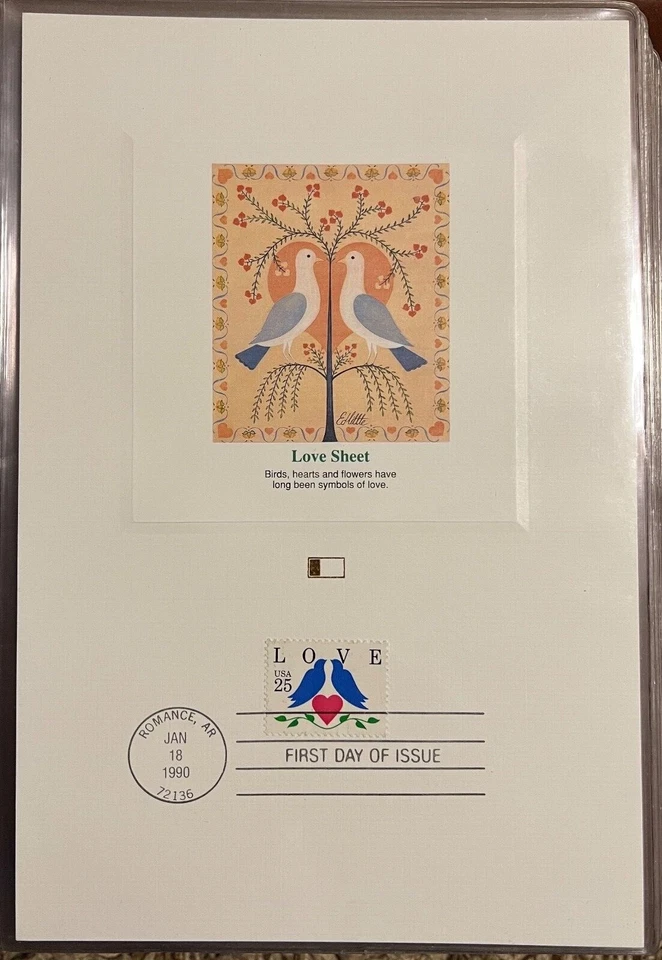 Love Sheet
Birds, hearts and flowers have
long been symbols of love.
LOVE
USA
25
ROMANCE, AR
JAN
18
1990
72136
FIRST DAY OF ISSUE